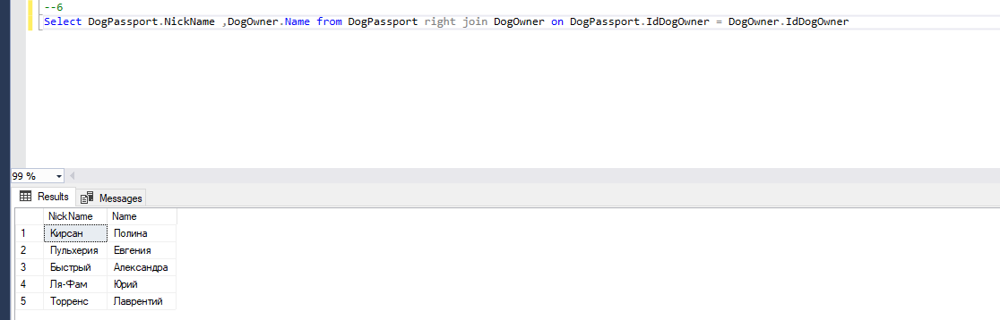 --6
Select DogPassport.NickName ,DogOwner.Name from DogPassport right join DogOwner on DogPassport.IdDogOwner = DogOwner.IdDogOwner
99 %
Results Messages
NickName Name
1 Кирсан Полина
2 Пульхерия Евгения
3 Быстрый Александра
4 Ля-Фам Юрий
5 Торренс Лаврентий